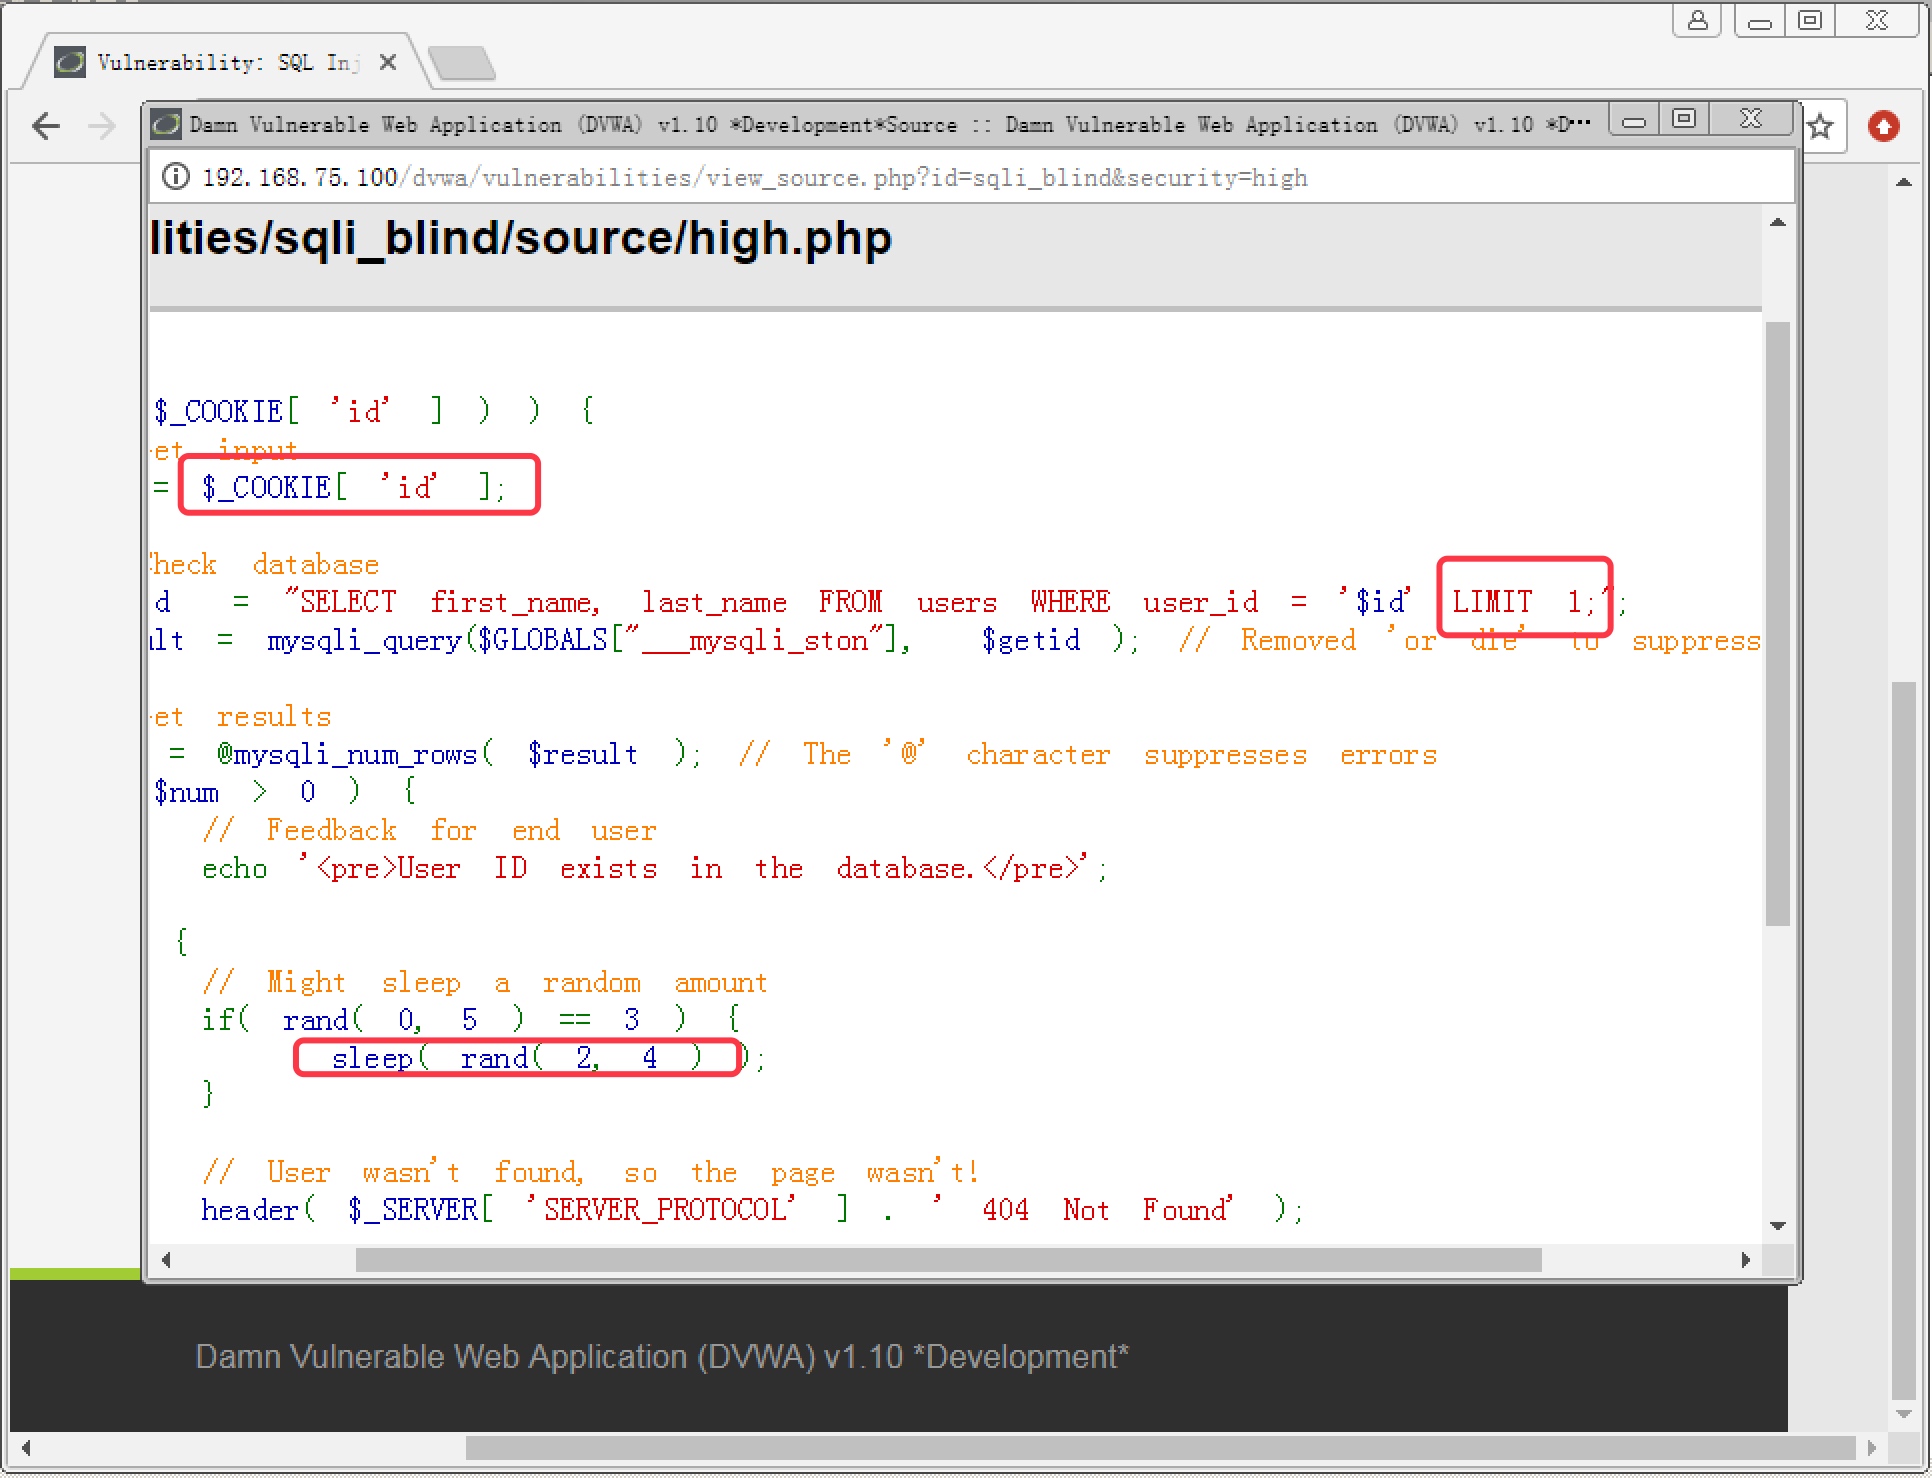 Vulnerability: SQL Inj
Damn Vulnerable Web Application (DVWA) v1.10 *Development*Source :: Damn Vulnerable Web Application (DVWA) v1.10 *D…
192.168.75.100/dvwa/vulnerabilities/view_source.php?id=sqli_blind&security=high
lities/sqli_blind/source/high.php
$_COOKIE[ 'id' ] ) ) {
et input
= $_COOKIE[ 'id' ];
heck database
d = "SELECT first_name, last_name FROM users WHERE user_id = '$id' LIMIT 1;";
ult = mysqli_query($GLOBALS["___mysqli_ston"], $getid ); // Removed 'or die' to suppress
et results
= @mysqli_num_rows( $result ); // The '@' character suppresses errors
$num > 0 ) {
// Feedback for end user
echo '<pre>User ID exists in the database.</pre>';
{
// Might sleep a random amount
if( rand( 0, 5 ) == 3 ) {
sleep( rand( 2, 4 ) );
}
// User wasn't found, so the page wasn't!
header( $_SERVER[ 'SERVER_PROTOCOL' ] . ' 404 Not Found' );
Damn Vulnerable Web Application (DVWA) v1.10 *Development*